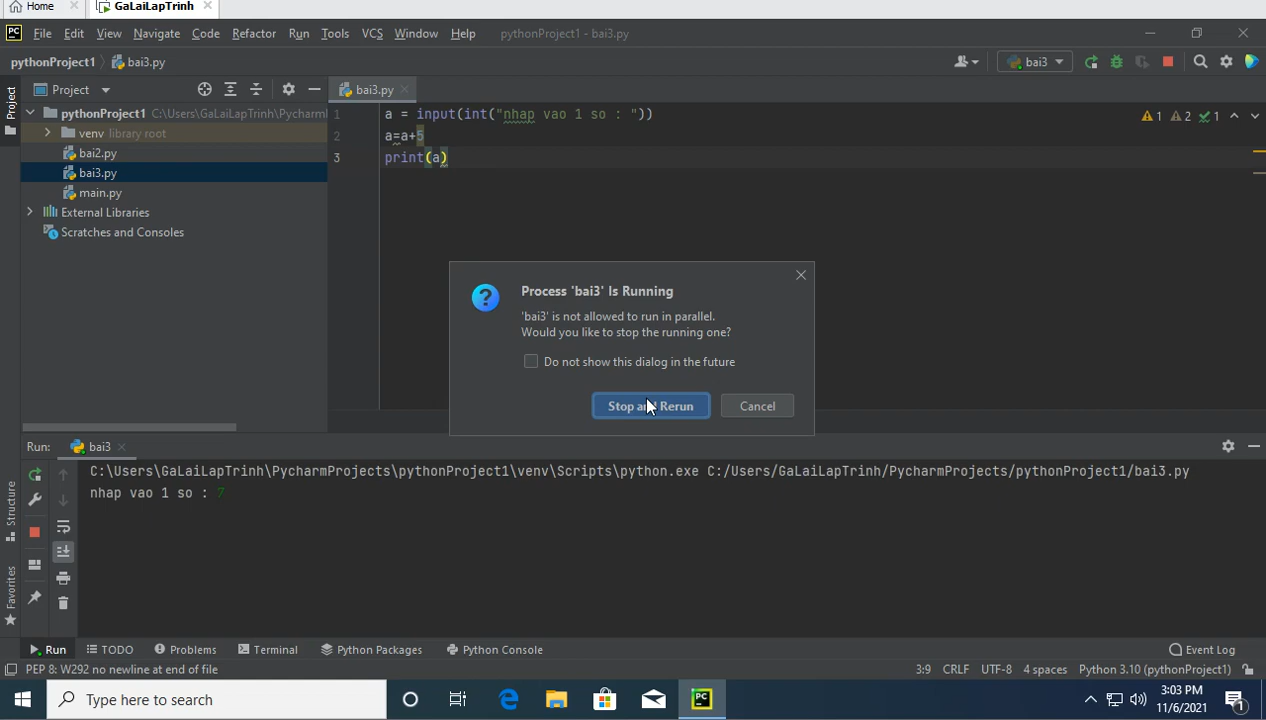 Home
GaLaiLapTrinh
PC File Edit View Navigate Code Refactor Run Tools VCS Window Help pythonProject1 - bai3.py
pythonProject1 bai3.py bai3
Project bai3.py
Project
pythonProject1 C:\Users\GaLaiLapTrinh\Pycharm
venv library root
bai2.py
bai3.py
main.py
External Libraries
Scratches and Consoles
1 a = input(int("nhap vao 1 so : "))
2 a=a+5
3 print(a)
1 2 1
?
Process 'bai3' Is Running
'bai3' is not allowed to run in parallel.
Would you like to stop the running one?
Do not show this dialog in the future
Stop and Rerun Cancel
Run: bai3
C:\Users\GaLaiLapTrinh\PycharmProjects\pythonProject1\venv\Scripts\python.exe C:/Users/GaLaiLapTrinh/PycharmProjects/pythonProject1/bai3.py
nhap vao 1 so : 7
Structure
Favorites
Run TODO Problems Terminal Python Packages Python Console Event Log
PEP 8: W292 no newline at end of file 3:9 CRLF UTF-8 4 spaces Python 3.10 (pythonProject1)
Type here to search
PC
3:03 PM
11/6/2021
1